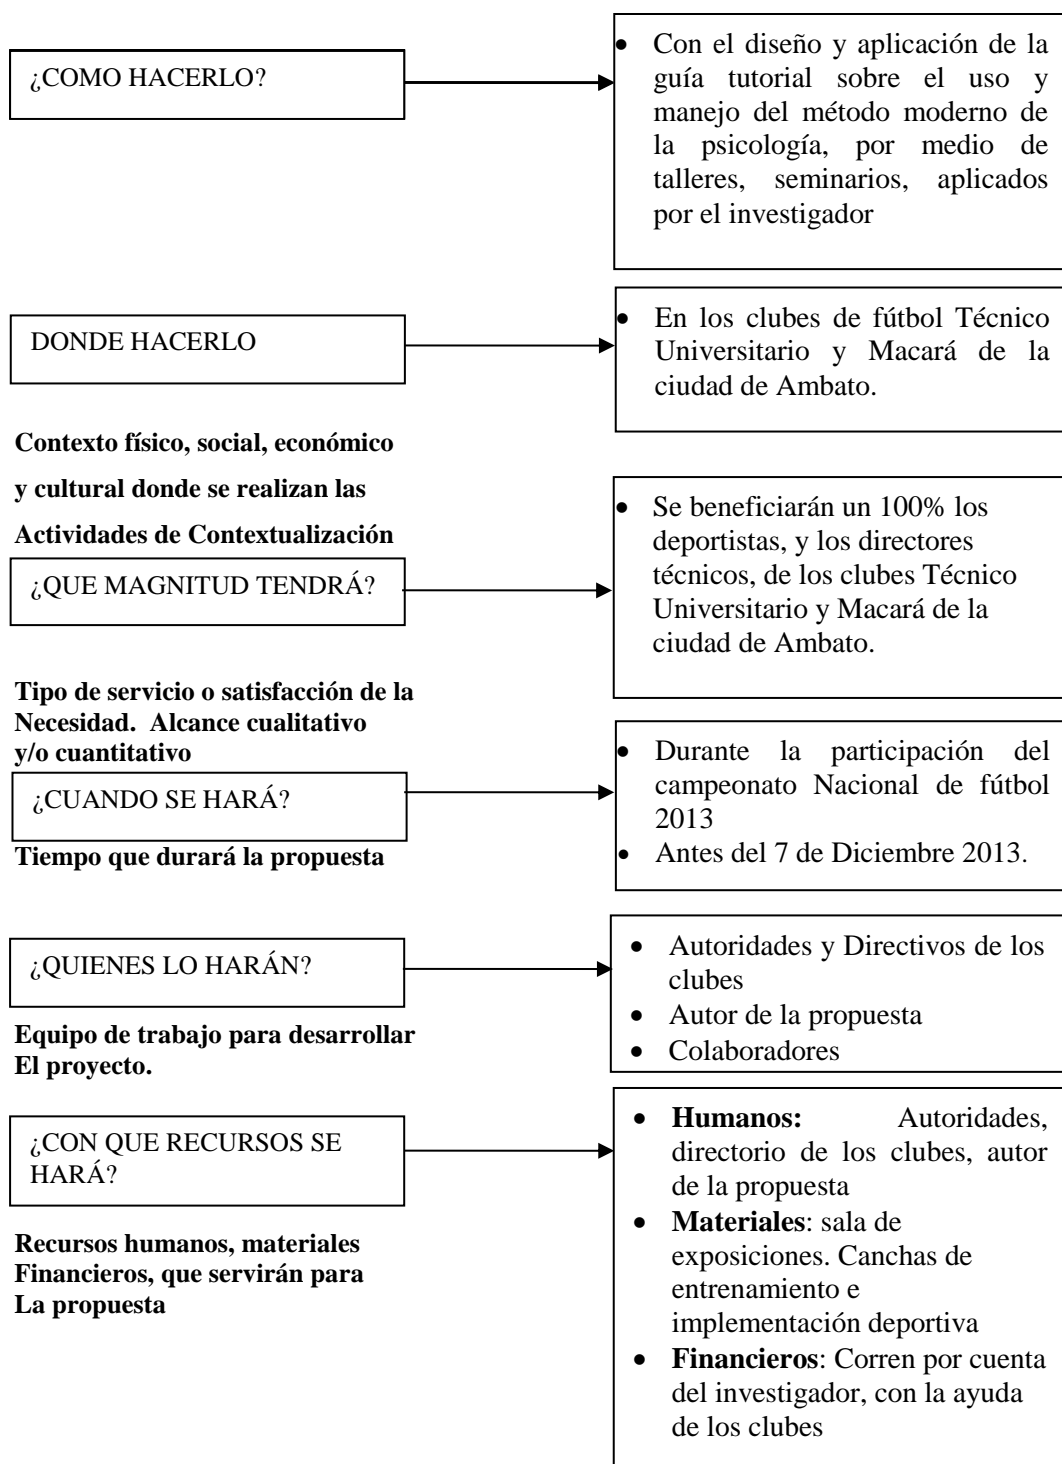 ¿COMO HACERLO?
• Con el diseño y aplicación de la
guía tutorial sobre el uso y
manejo del método moderno de
la psicología, por medio de
talleres, seminarios, aplicados
por el investigador
DONDE HACERLO
• En los clubes de fútbol Técnico
Universitario y Macará de la
ciudad de Ambato.
Contexto físico, social, económico
y cultural donde se realizan las
Actividades de Contextualización
¿QUE MAGNITUD TENDRÁ?
• Se beneficiarán un 100% los
deportistas, y los directores
técnicos, de los clubes Técnico
Universitario y Macará de la
ciudad de Ambato.
Tipo de servicio o satisfacción de la
Necesidad. Alcance cualitativo
y/o cuantitativo
¿CUANDO SE HARÁ?
• Durante la participación del
campeonato Nacional de fútbol
2013
• Antes del 7 de Diciembre 2013.
Tiempo que durará la propuesta
¿QUIENES LO HARÁN?
• Autoridades y Directivos de los
clubes
• Autor de la propuesta
• Colaboradores
Equipo de trabajo para desarrollar
El proyecto.
¿CON QUE RECURSOS SE
HARÁ?
• Humanos: Autoridades,
directorio de los clubes, autor
de la propuesta
• Materiales: sala de
exposiciones. Canchas de
entrenamiento e
implementación deportiva
• Financieros: Corren por cuenta
del investigador, con la ayuda
de los clubes
Recursos humanos, materiales
Financieros, que servirán para
La propuesta